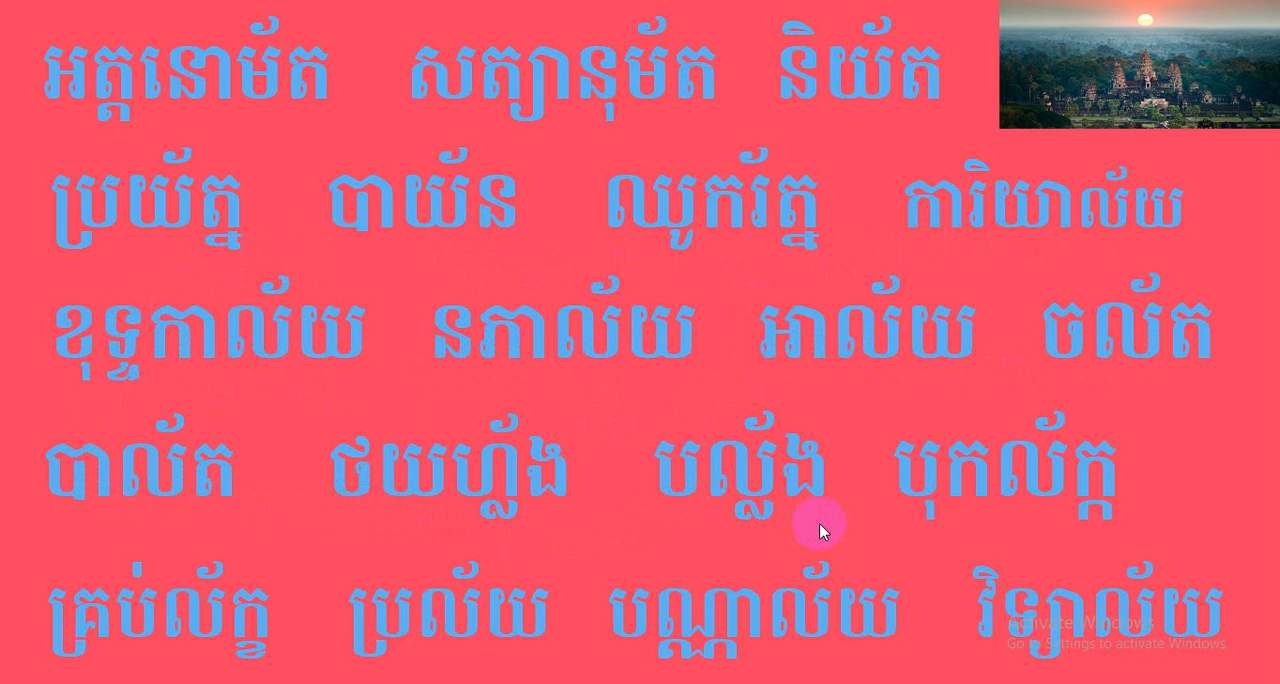 អត្តនោម័ត សត្យានុម័ត និយ័ត
ប្រយ័ត្ន បាយ័ន ឈូករ័ត្ន ការិយាល័យ
ខុទ្ទកាល័យ នភាល័យ អាល័យ ចល័ត
បាល័ត ថយហ្ល័ង បល្ល័ង បុកល័ក្ក
គ្រប់ល័ក្ខ ប្រល័យ បណ្ណាល័យ វិទ្យាល័យ
Activate Windows
Go to Settings to activate Windows.